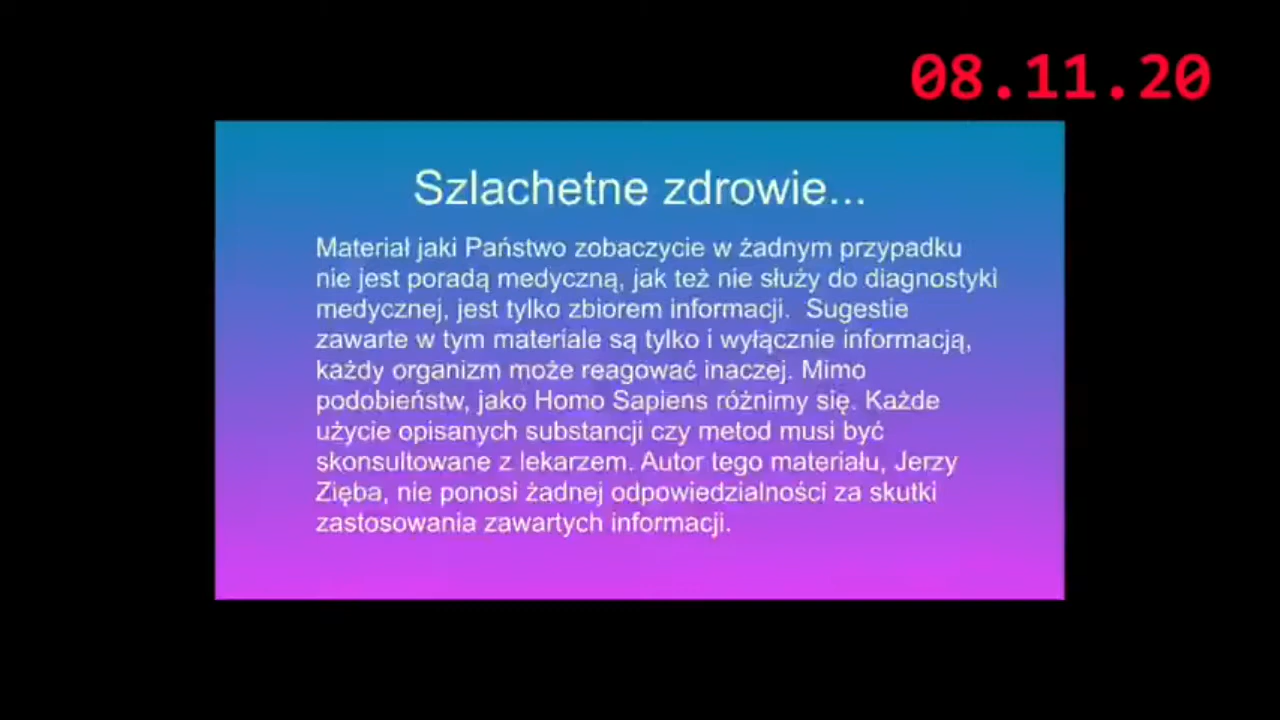 08.11.20
Szlachetne zdrowie...
Materiał jaki Państwo zobaczycie w żadnym przypadku
nie jest poradą medyczną, jak też nie służy do diagnostyki
medycznej, jest tylko zbiorem informacji.  Sugestie
zawarte w tym materiale są tylko i wyłącznie informacją,
każdy organizm może reagować inaczej. Mimo
podobieństw, jako Homo Sapiens różnimy się. Każde
użycie opisanych substancji czy metod musi być
skonsultowane z lekarzem. Autor tego materiału, Jerzy
Zięba, nie ponosi żadnej odpowiedzialności za skutki
zastosowania zawartych informacji.